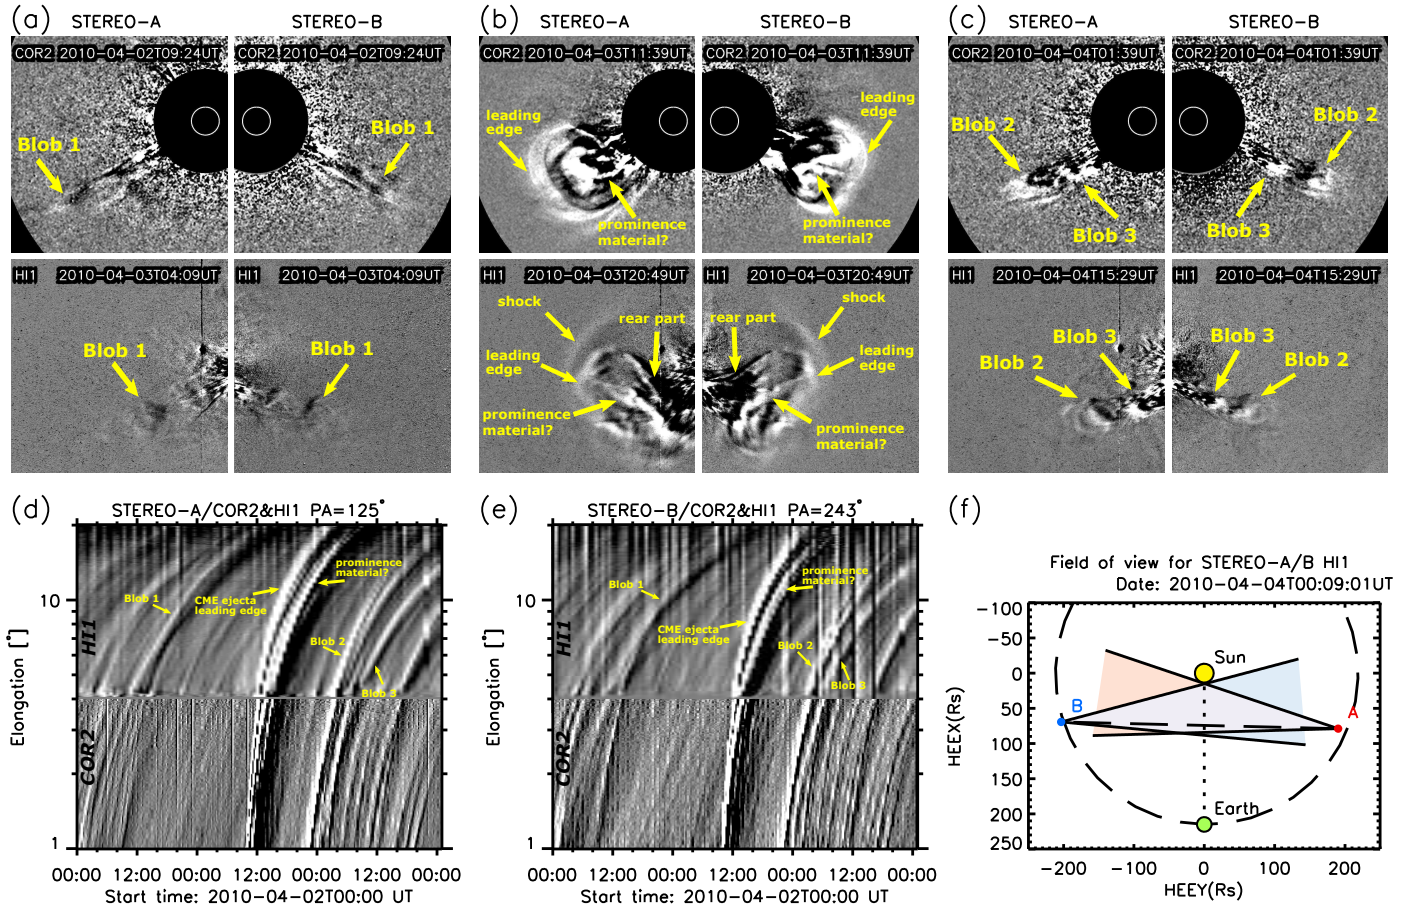 (a) STEREO-A STEREO-B
COR2 2010-04-02T09:24UT COR2 2010-04-02T09:24UT
Blob 1
Blob 1
HI1 2010-04-03T04:09UT HI1 2010-04-03T04:09UT
Blob 1
Blob 1
(b) STEREO-A STEREO-B
COR2 2010-04-03T11:39UT COR2 2010-04-03T11:39UT
leading
edge
leading
edge
prominence
material?
prominence
material?
HI1 2010-04-03T20:49UT HI1 2010-04-03T20:49UT
shock
rear part
rear part
shock
leading
edge
leading
edge
prominence
material?
prominence
material?
(c) STEREO-A STEREO-B
COR2 2010-04-04T01:39UT COR2 2010-04-04T01:39UT
Blob 2
Blob 2
Blob 3
Blob 3
HI1 2010-04-04T15:29UT HI1 2010-04-04T15:29UT
Blob 3
Blob 3
Blob 2
Blob 2
(d)
STEREO-A/COR2&HI1 PA=125°
Elongation [°]
10
1
HI1
COR2
Blob 1
CME ejecta
leading edge
prominence
material?
Blob 2
Blob 3
00:00 12:00 00:00 12:00 00:00 12:00 00:00
Start time: 2010-04-02T00:00 UT
(e)
STEREO-B/COR2&HI1 PA=243°
Elongation [°]
10
1
HI1
COR2
Blob 1
CME ejecta
leading edge
prominence
material?
Blob 2
Blob 3
00:00 12:00 00:00 12:00 00:00 12:00 00:00
Start time: 2010-04-02T00:00 UT
(f)
Field of view for STEREO-A/B HI1
Date: 2010-04-04T00:09:01UT
HEEX(Rs)
-100
-50
0
50
100
150
200
250
Sun
B
A
Earth
-200 -100 0 100 200
HEEY(Rs)